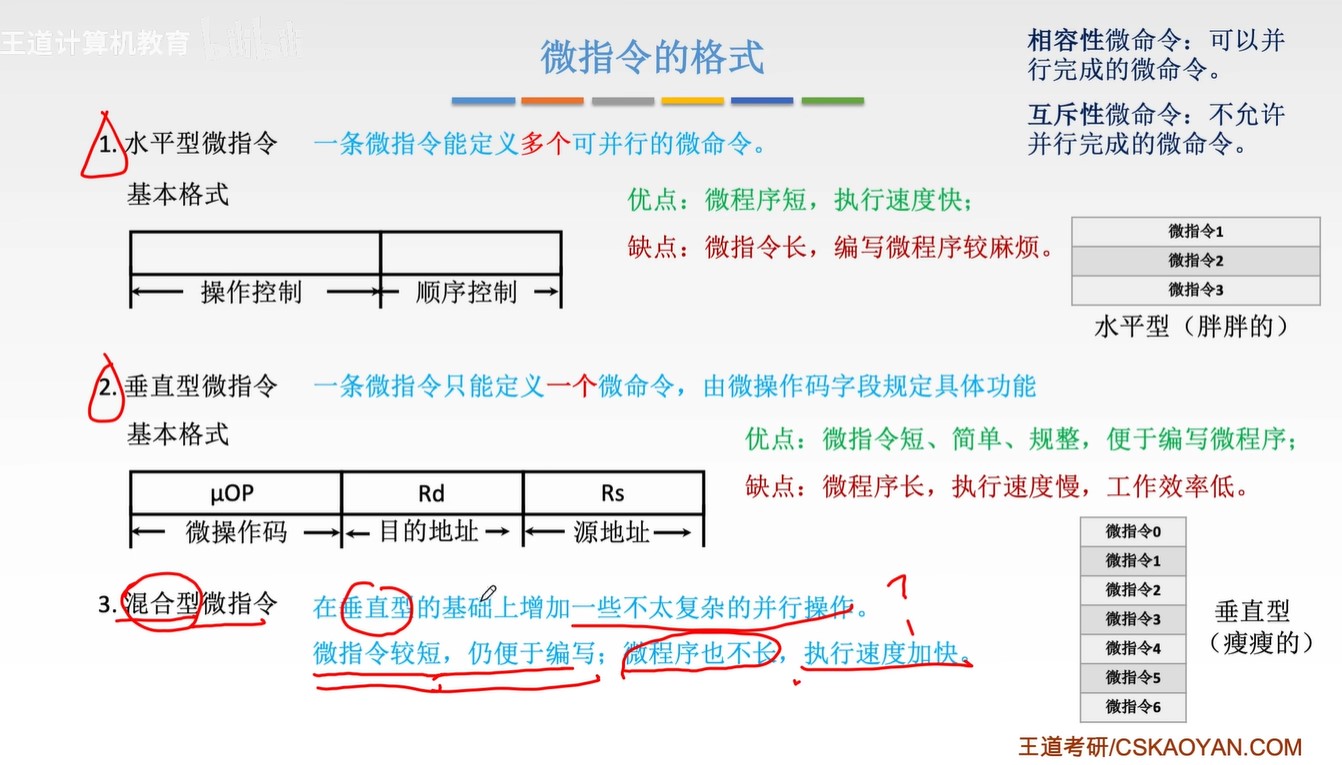 王道计算机教育 bilibili
微指令的格式
相容性微命令：可以并
行完成的微命令。
互斥性微命令：不允许
并行完成的微命令。
1. 水平型微指令 一条微指令能定义多个可并行的微命令。
基本格式
优点：微程序短，执行速度快；
缺点：微指令长，编写微程序较麻烦。
操作控制 顺序控制
微指令1
微指令2
微指令3
水平型（胖胖的）
2. 垂直型微指令 一条微指令只能定义一个微命令，由微操作码字段规定具体功能
基本格式
优点：微指令短、简单、规整，便于编写微程序；
缺点：微程序长，执行速度慢，工作效率低。
μOP Rd Rs
微操作码 目的地址 源地址
微指令0
微指令1
微指令2
微指令3
微指令4
微指令5
微指令6
垂直型
（瘦瘦的）
3. 混合型微指令 在垂直型的基础上增加一些不太复杂的并行操作。
微指令较短，仍便于编写；微程序也不长，执行速度加快。
王道考研/CSKAOYAN.COM